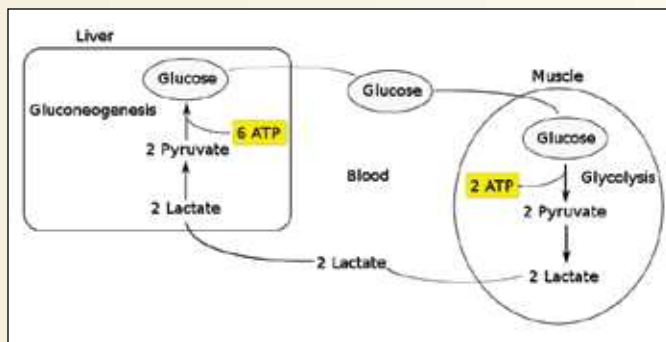 Liver
Glucose
Gluconeogenesis
6 ATP
2 Pyruvate
2 Lactate
Glucose
Blood
2 Lactate
Muscle
Glucose
2 ATP
Glycolysis
2 Pyruvate
2 Lactate